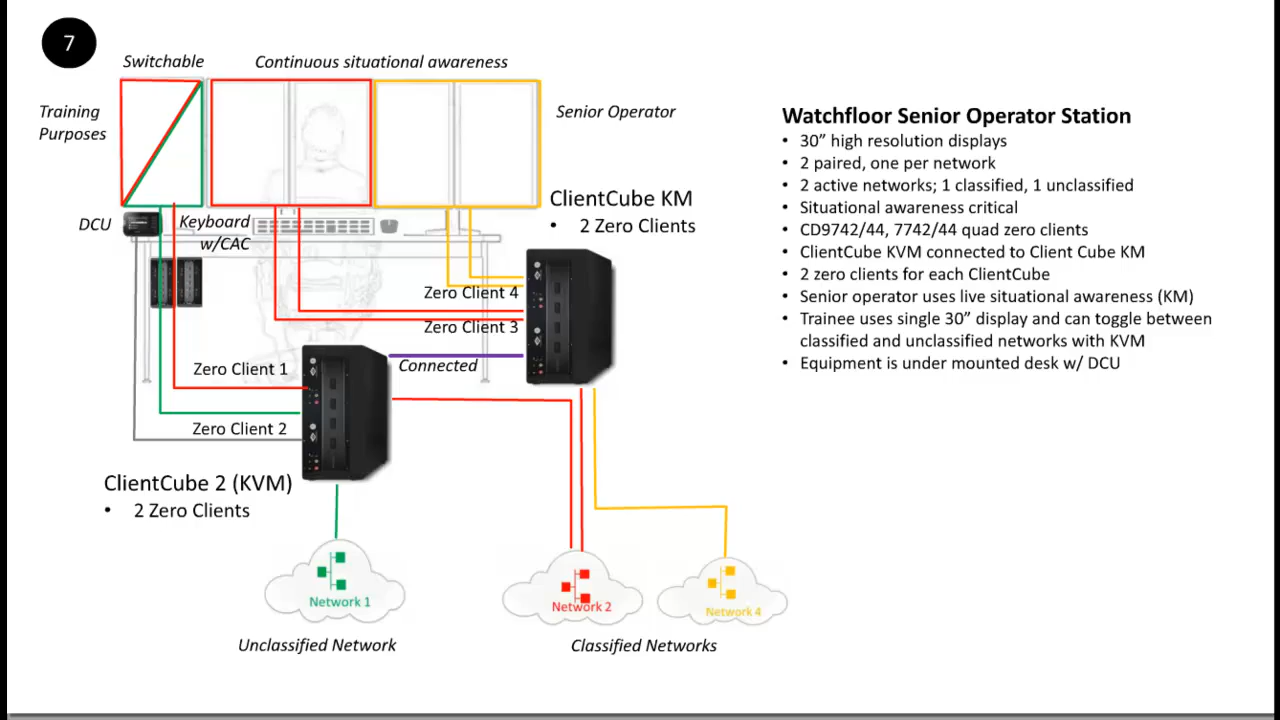 7
Switchable
Continuous situational awareness
Training
Purposes
Senior Operator
DCU
Keyboard
w/CAC
ClientCube KM
• 2 Zero Clients
Zero Client 4
Zero Client 3
Connected
Zero Client 1
Zero Client 2
ClientCube 2 (KVM)
• 2 Zero Clients
Network 1
Network 2
Network 4
Unclassified Network
Classified Networks
Watchfloor Senior Operator Station
• 30” high resolution displays
• 2 paired, one per network
• 2 active networks; 1 classified, 1 unclassified
• Situational awareness critical
• CD9742/44, 7742/44 quad zero clients
• ClientCube KVM connected to Client Cube KM
• 2 zero clients for each ClientCube
• Senior operator uses live situational awareness (KM)
• Trainee uses single 30” display and can toggle between
classified and unclassified networks with KVM
• Equipment is under mounted desk w/ DCU